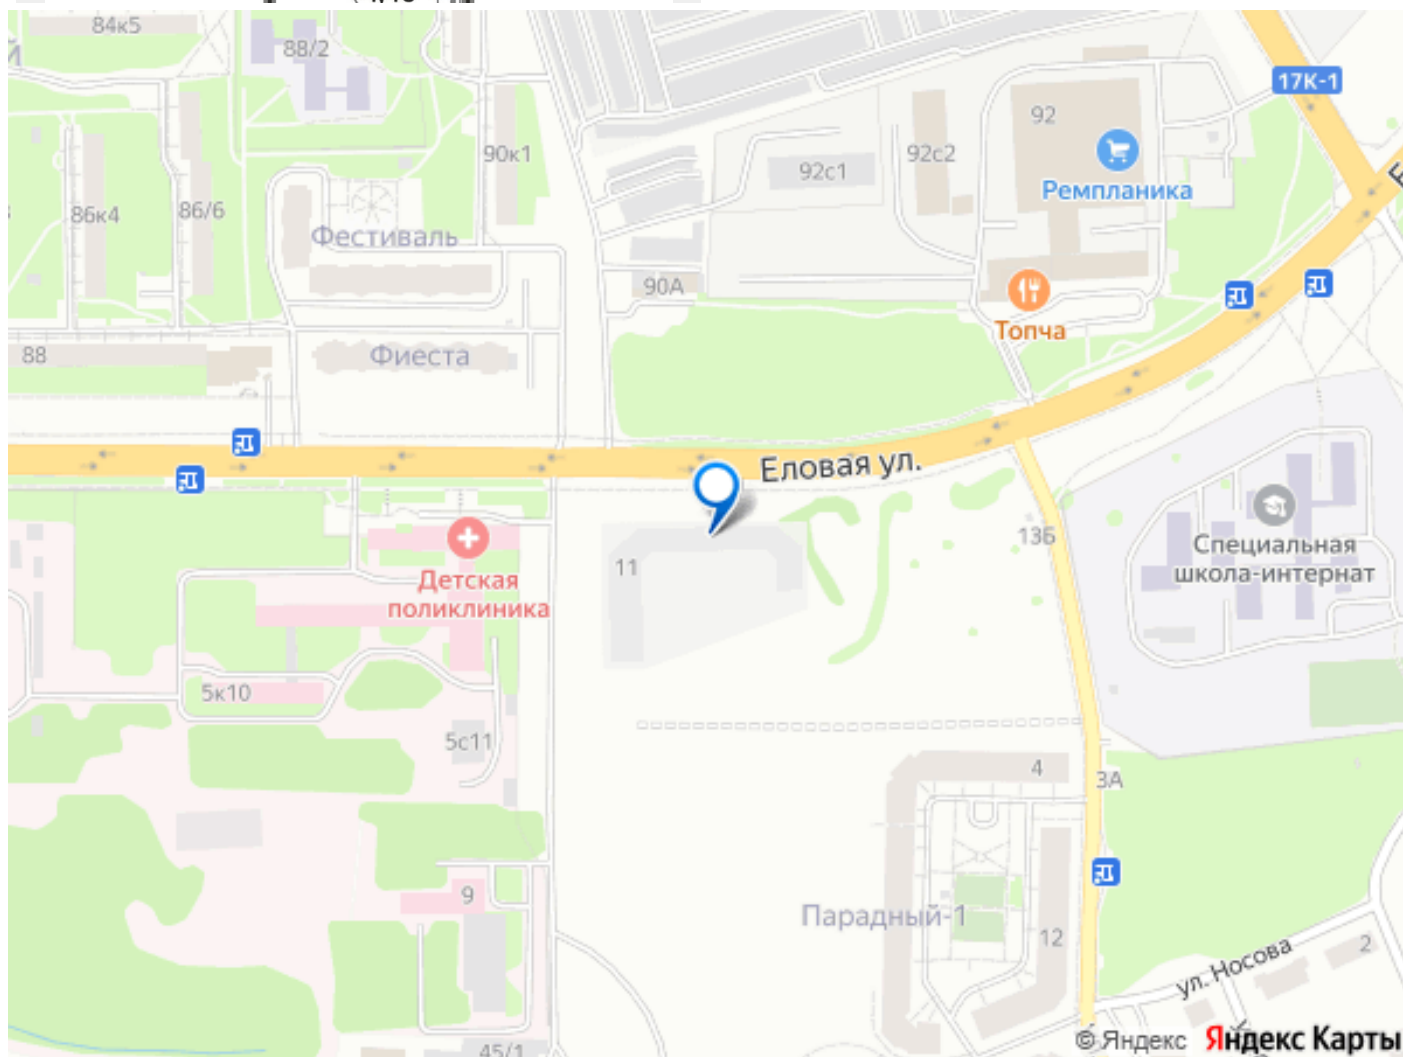 84к5
88/2
17К-1
й
92
90к1
92с2
92с1
Ремпланика
86к4
86/6
Фестиваль
90А
Топча
88
Фиеста
Еловая ул.
11
13б
Специальная
школа-интернат
Детская
поликлиника
5к10
5с11
4
3А
9
Парадный-1
12
2
ул. Носова
© Яндекс
Яндекс Карты
45/1